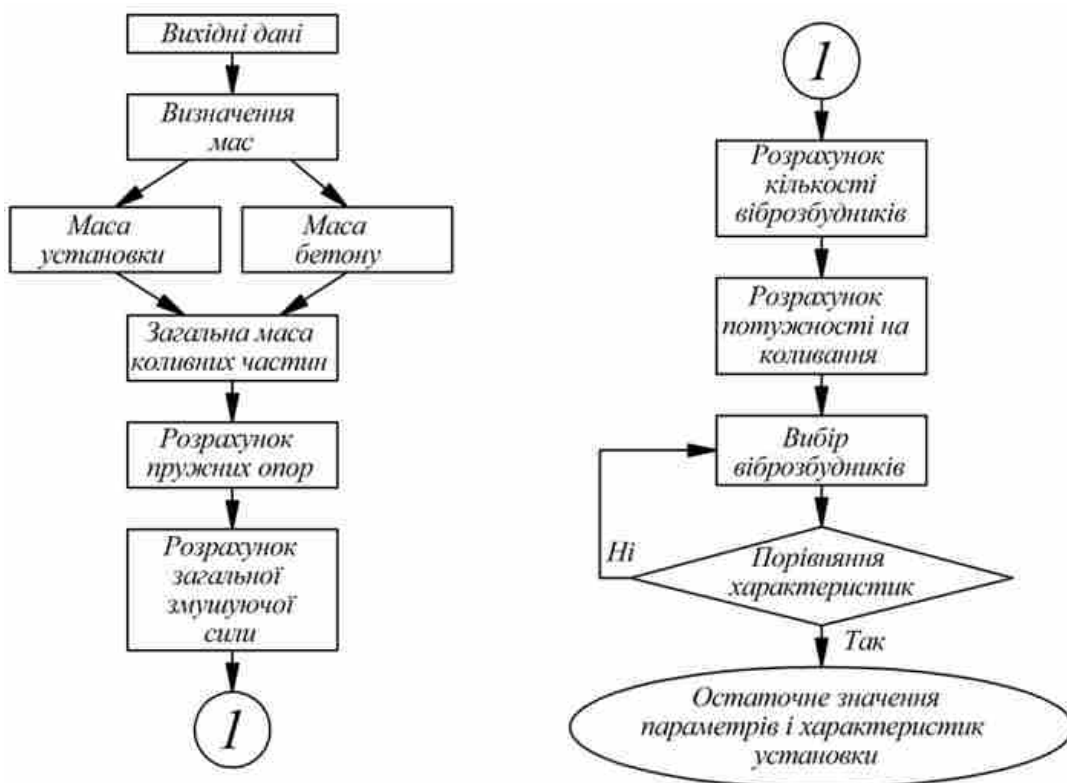 Вихідні дані
Визначення
мас
Маса
установки
Маса
бетону
Загальна маса
коливних частин
Розрахунок
пружних опор
Розрахунок
загальної
змушуючої
сили
1
1
Розрахунок
кількості
віброзбудників
Розрахунок
потужності на
коливання
Вибір
віброзбудників
Порівняння
характеристик
Ні
Так
Остаточне значення
параметрів і характеристик
установки